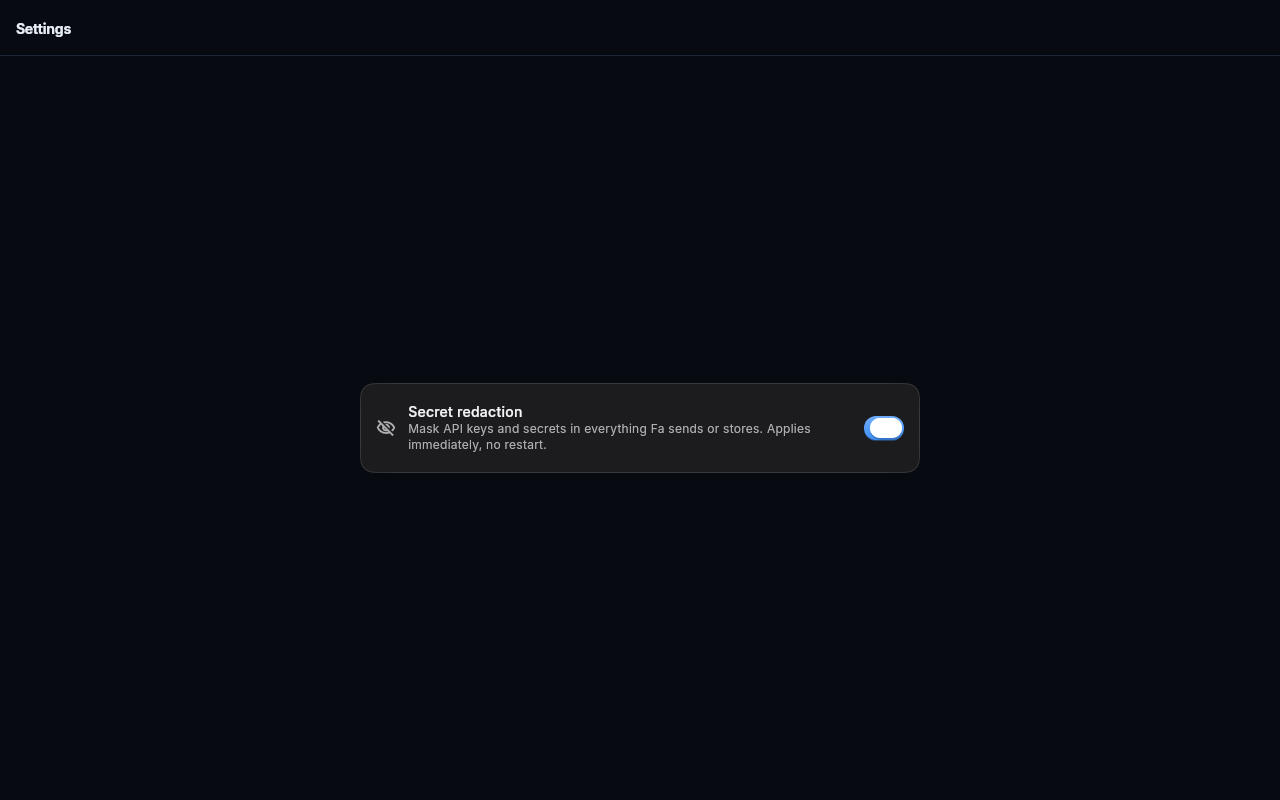 Settings
Secret redaction
Mask API keys and secrets in everything Fa sends or stores. Applies
immediately, no restart.